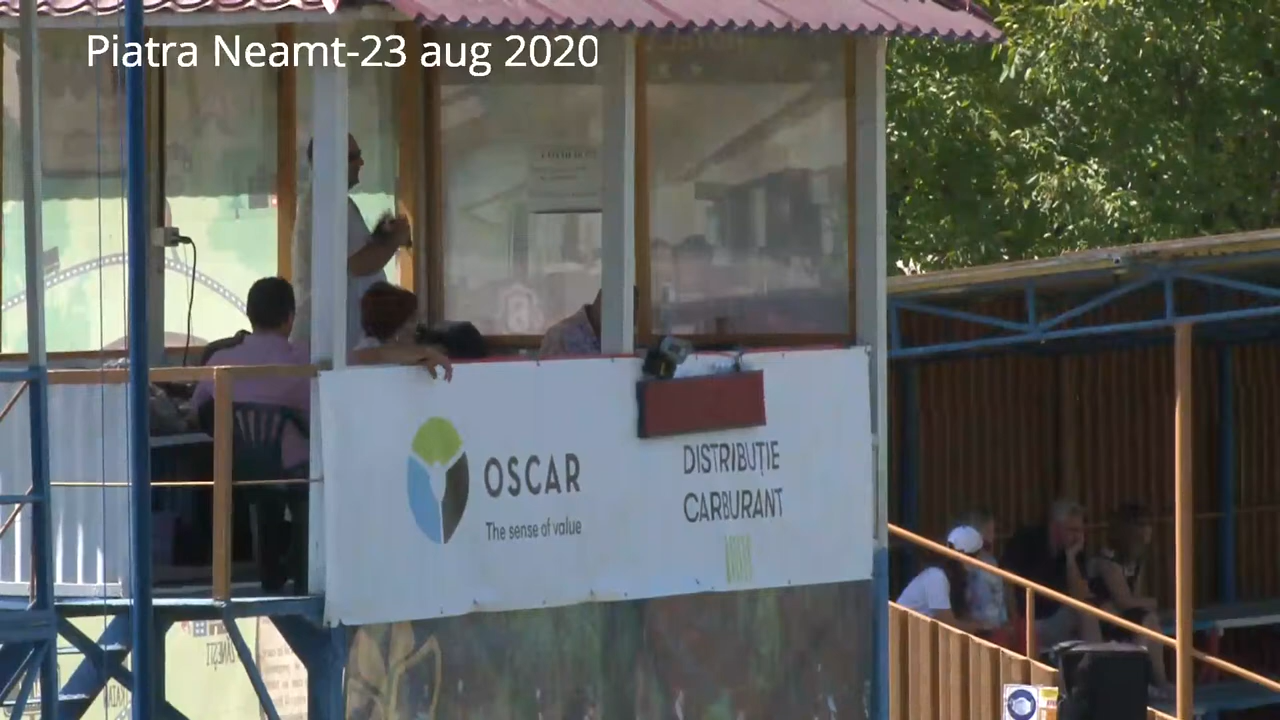 Piatra Neamt-23 aug 2020
OSCAR
The sense of value
DISTRIBUȚIE
CARBURANT